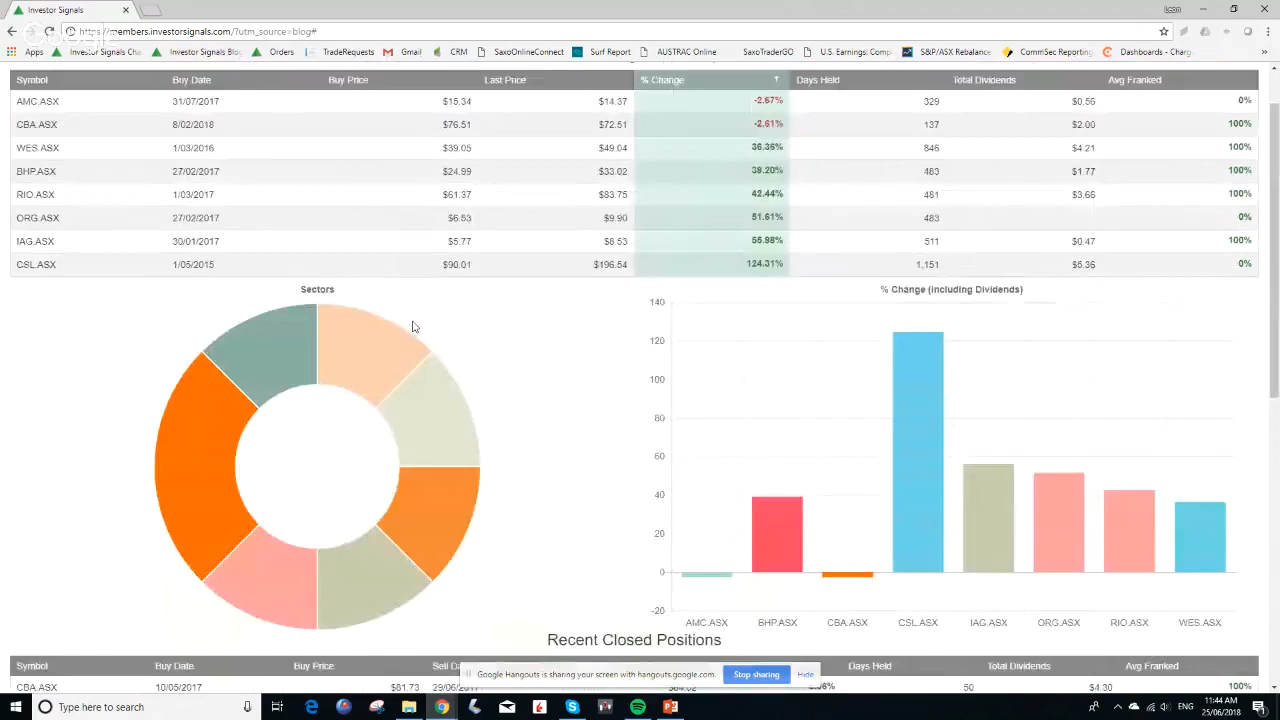 Investor Signals
https://members.investorsignals.com/?utm_source=blog#
Apps Investor Signals Cha Investor Signals Trading Orders TradeRequests Gmail CRM SaxoOnlineConnect Surf Report AUSTRAC Online SaxoTraderGO U.S. Earnings: Comp S&P/ASX Rebalance CommSec Reporting Dashboards - Charg
Symbol Buy Date Buy Price Last Price % Change Days Held Total Dividends Avg Franked
AMC.ASX 31/07/2017 $15.34 $14.37 -2.67% 329 $0.56 0%
CBA.ASX 8/02/2018 $76.51 $72.51 -2.61% 137 $2.00 100%
WES.ASX 1/03/2016 $39.05 $49.04 36.36% 846 $4.21 100%
BHP.ASX 27/02/2017 $24.99 $33.02 39.20% 483 $1.77 100%
RIO.ASX 1/03/2017 $61.37 $83.75 42.44% 481 $3.66 100%
ORG.ASX 27/02/2017 $6.53 $9.90 51.61% 483 0%
IAG.ASX 30/01/2017 $5.77 $8.53 55.98% 511 $0.47 100%
CSL.ASX 1/05/2015 $90.01 $196.54 124.31% 1,151 $5.36 0%
Sectors
% Change (Including Dividends)
140
120
100
80
60
40
20
0
-20
AMC.ASX BHP.ASX CBA.ASX CSL.ASX IAG.ASX ORG.ASX RIO.ASX WES.ASX
Recent Closed Positions
Symbol Buy Date Buy Price Sell Da Days Held Total Dividends Avg Franked
Google Hangouts is sharing your screen with hangouts.google.com. Stop sharing Hide
CBA.ASX 10/05/2017 $81.73 29/06/ 50 $4.30 100%
Type here to search
ENG
11:44 AM
25/06/2018